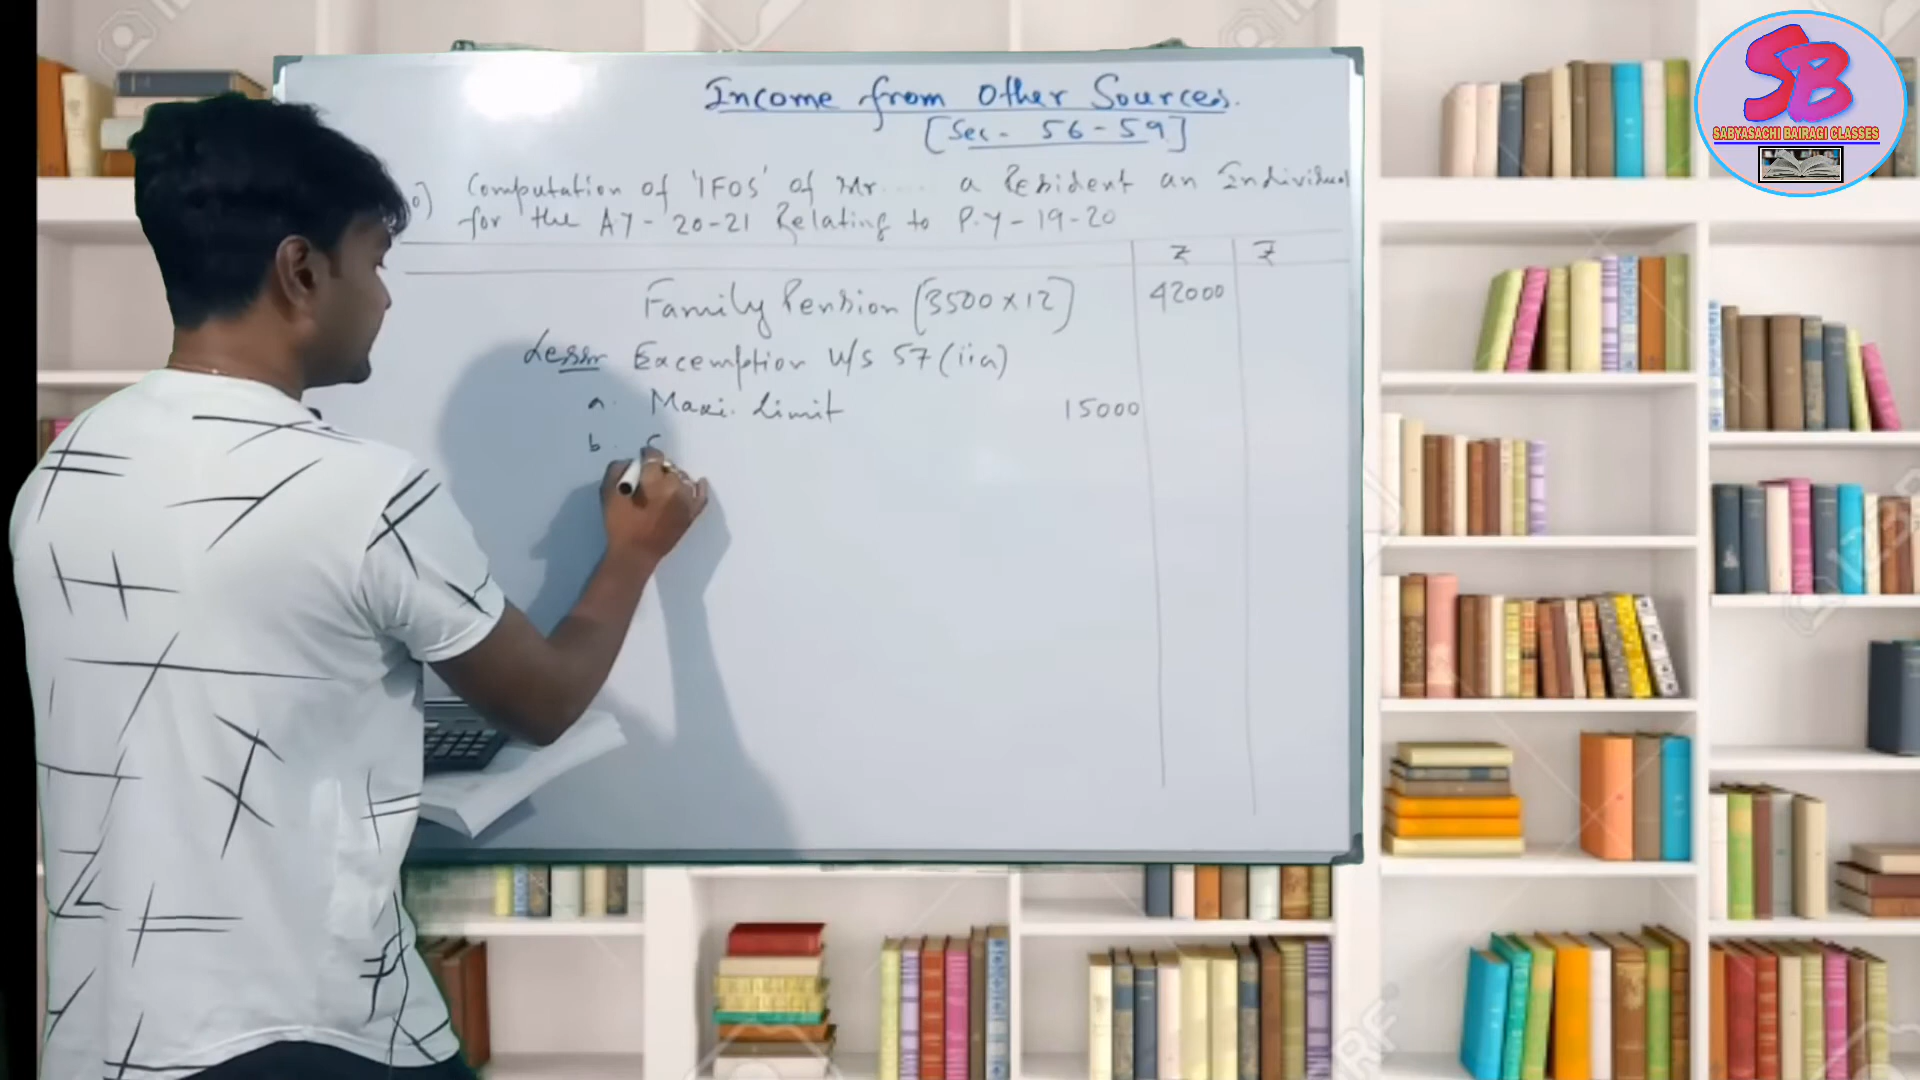 Income from Other Sources.
[Sec - 56-59]
SB
SABYASACHI BAIRAGI CLASSES
Computation of 'IFOS' of Mr.... a Resident an Individual
for the A.Y - 20-21 Relating to P.Y - 19-20
₹ ₹
Family Pension [3500 x 12] 42000
Less Excemption u/s 57 (iia)
a. Maxi. Limit 15000
b.